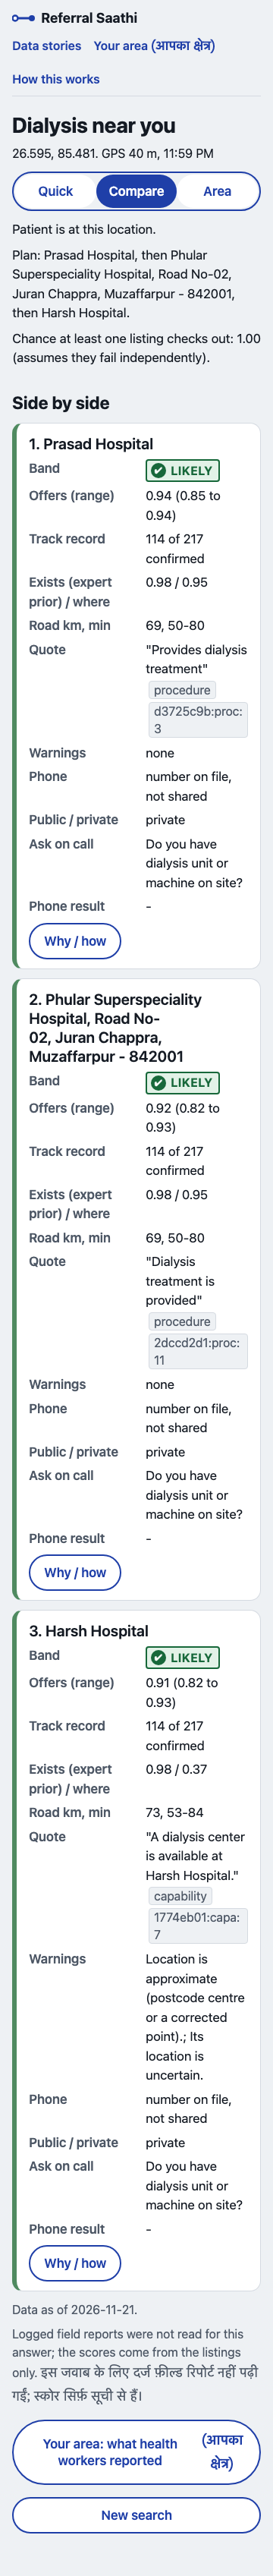 Referral Saathi
Data stories Your area (आपका क्षेत्र)
How this works
Dialysis near you
26.595, 85.481. GPS 40 m, 11:59 PM
Quick Compare Area
Patient is at this location.
Plan: Prasad Hospital, then Phular
Superspeciality Hospital, Road No-02,
Juran Chappra, Muzaffarpur - 842001,
then Harsh Hospital.
Chance at least one listing checks out: 1.00
(assumes they fail independently).
Side by side
1. Prasad Hospital
Band LIKELY
Offers (range) 0.94 (0.85 to
0.94)
Track record 114 of 217
confirmed
Exists (expert 0.98 / 0.95
prior) / where
Road km, min 69, 50-80
Quote "Provides dialysis
treatment"
procedure
d3725c9b:proc:
3
Warnings none
Phone number on file,
not shared
Public / private private
Ask on call Do you have
dialysis unit or
machine on site?
Phone result -
Why / how
2. Phular Superspeciality
Hospital, Road No-
02, Juran Chappra,
Muzaffarpur - 842001
Band LIKELY
Offers (range) 0.92 (0.82 to
0.93)
Track record 114 of 217
confirmed
Exists (expert 0.98 / 0.95
prior) / where
Road km, min 69, 50-80
Quote "Dialysis
treatment is
provided"
procedure
2dccd2d1:proc:
11
Warnings none
Phone number on file,
not shared
Public / private private
Ask on call Do you have
dialysis unit or
machine on site?
Phone result -
Why / how
3. Harsh Hospital
Band LIKELY
Offers (range) 0.91 (0.82 to
0.93)
Track record 114 of 217
confirmed
Exists (expert 0.98 / 0.37
prior) / where
Road km, min 73, 53-84
Quote "A dialysis center
is available at
Harsh Hospital."
capability
1774eb01:capa:
7
Warnings Location is
approximate
(postcode centre
or a corrected
point).; Its
location is
uncertain.
Phone number on file,
not shared
Public / private private
Ask on call Do you have
dialysis unit or
machine on site?
Phone result -
Why / how
Data as of 2026-11-21.
Logged field reports were not read for this
answer; the scores come from the listings
only. इस जवाब के लिए दर्ज फ़ील्ड रिपोर्ट नहीं पढ़ी
गईं; स्कोर सिर्फ़ सूची से हैं।
Your area: what health (आपका
workers reported क्षेत्र)
New search